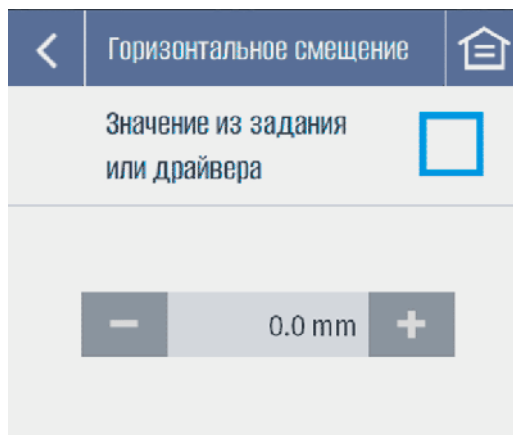 Горизонтальное смещение
Значение из задания
или драйвера
0.0 mm